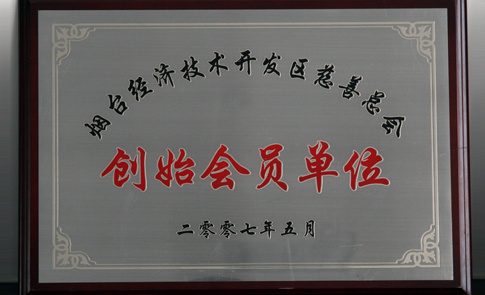 烟台经济技术开发区慈善总会
创始会员单位
二零零七年五月